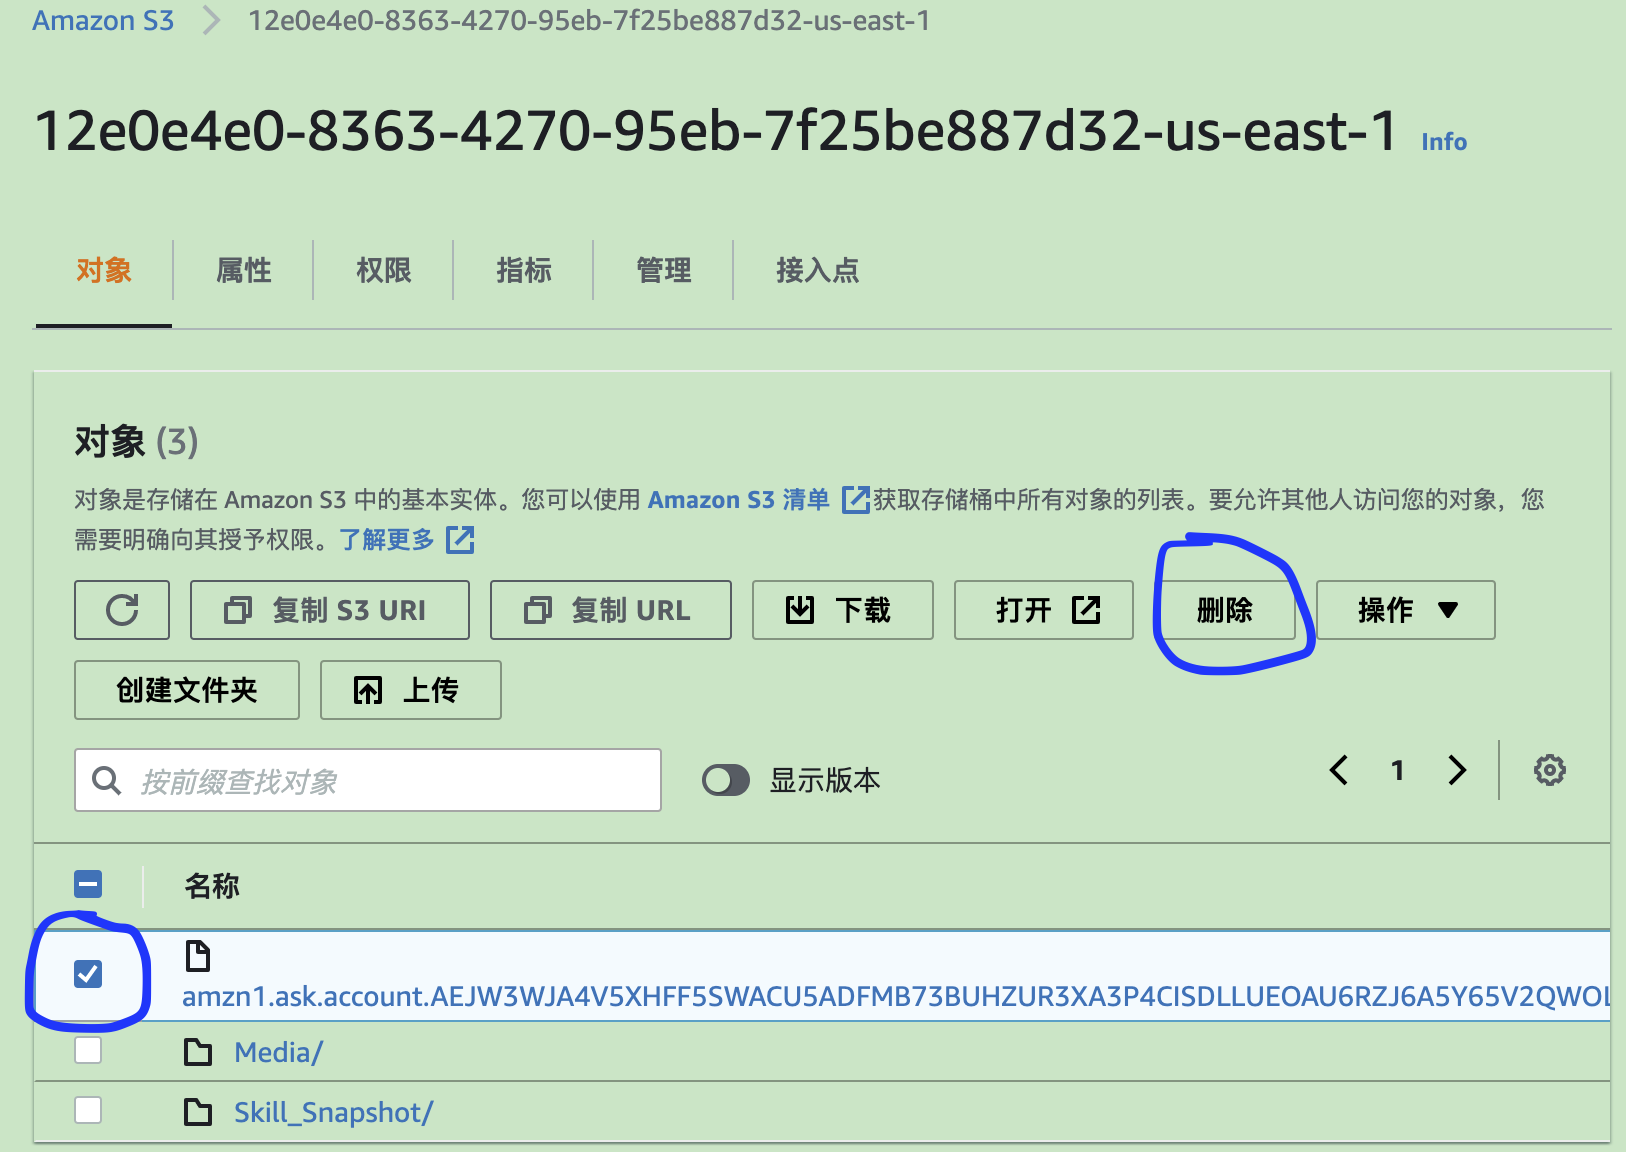 Amazon S3 > 12e0e4e0-8363-4270-95eb-7f25be887d32-us-east-1
12e0e4e0-8363-4270-95eb-7f25be887d32-us-east-1 Info
对象 属性 权限 指标 管理 接入点
对象 (3)
对象是存储在 Amazon S3 中的基本实体。您可以使用 Amazon S3 清单 获取存储桶中所有对象的列表。要允许其他人访问您的对象，您
需要明确向其授予权限。了解更多
复制 S3 URI 复制 URL 下载 打开 删除 操作
创建文件夹 上传
按前缀查找对象 显示版本 1
名称
amzn1.ask.account.AEJW3WJA4V5XHFF5SWACU5ADFMB73BUHZUR3XA3P4CISDLLUEOAU6RZJ6A5Y65V2QWOL
Media/
Skill_Snapshot/